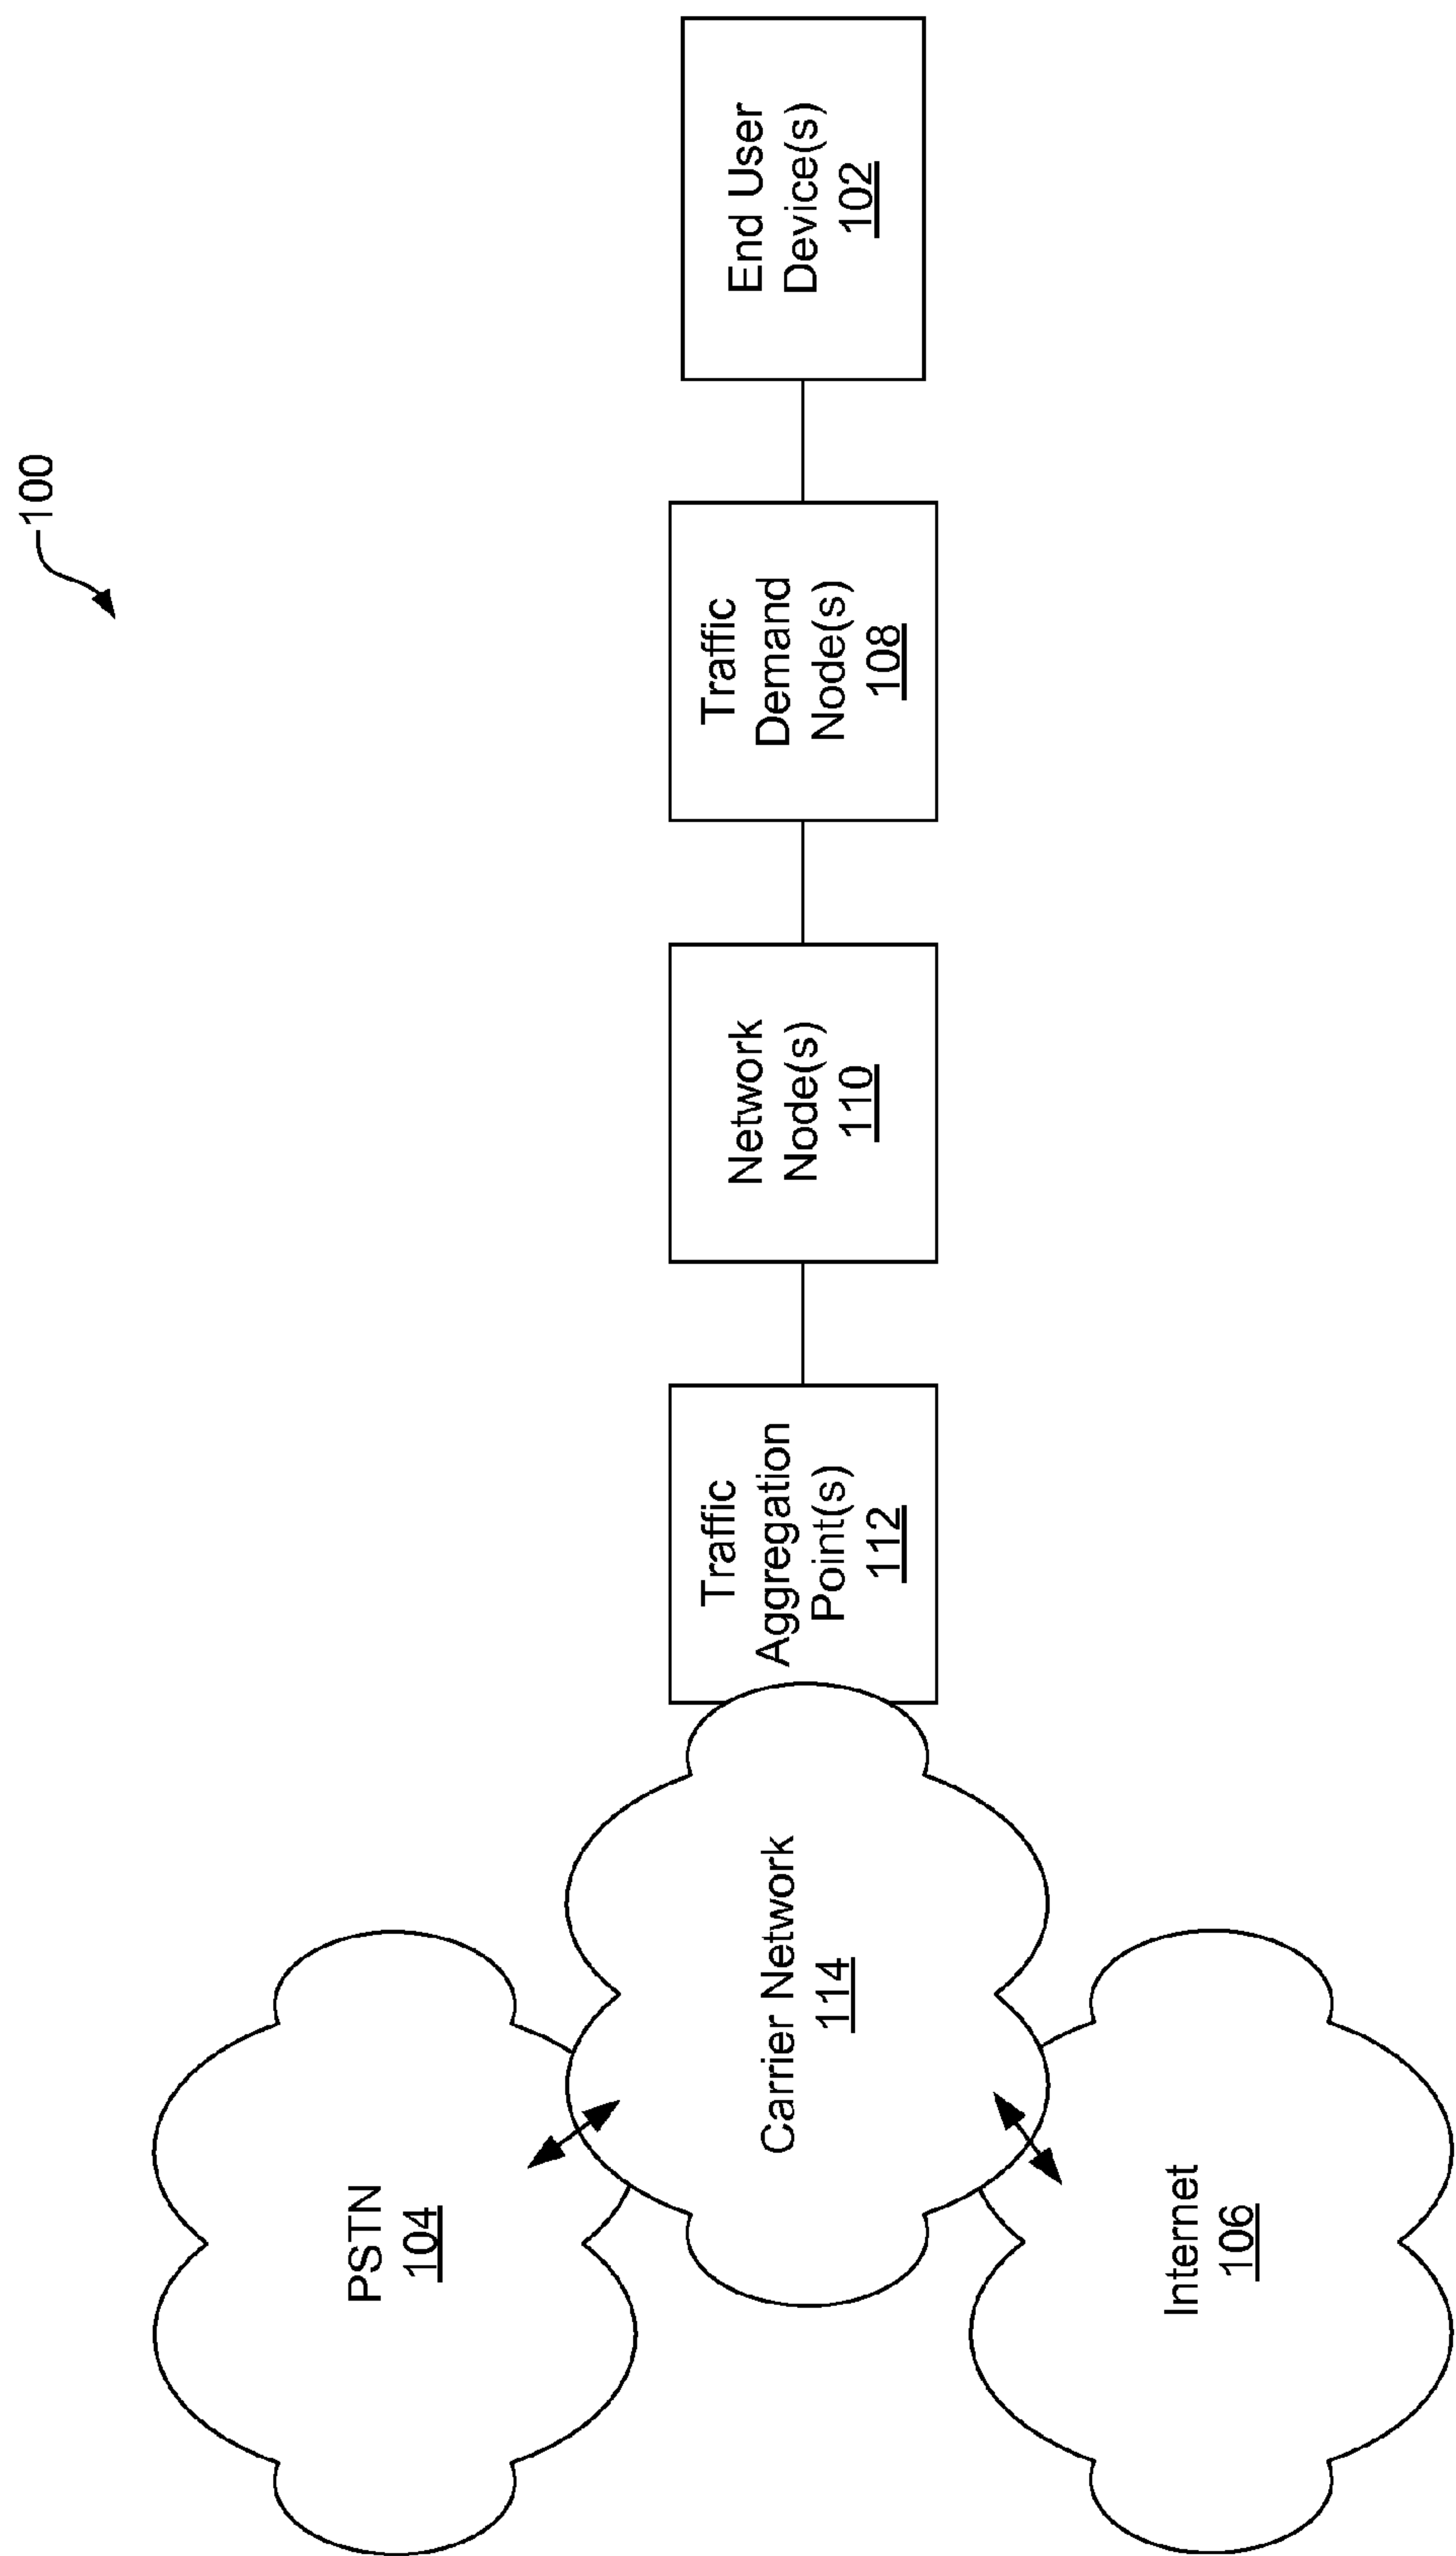 100
PSTN
104
Carrier Network
114
Internet
106
Traffic
Aggregation
Point(s)
112
Network
Node(s)
110
Traffic
Demand
Node(s)
108
End User
Device(s)
102